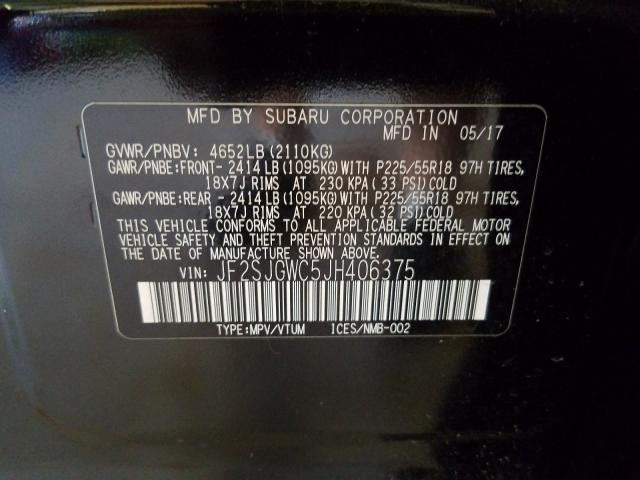 MFD BY SUBARU CORPORATION
MFD IN 05/17
GVWR/PNBV: 4652LB(2110KG)
GAWR/PNBE:FRONT- 2414LB(1095KG)WITH P225/55R18 97H TIRES,
18X7J RIMS AT 230 KPA(33 PSI)COLD
GAWR/PNBE:REAR - 2414LB(1095KG)WITH P225/55R18 97H TIRES,
18X7J RIMS AT 220 KPA(32 PSI)COLD
THIS VEHICLE CONFORMS TO ALL APPLICABLE FEDERAL MOTOR
VEHICLE SAFETY AND THEFT PREVENTION STANDARDS IN EFFECT ON
THE DATE OF MANUFACTURE SHOWN ABOVE.
VIN: JF2SJGWC5JH406375
TYPE:MPV/VTUM ICES/NMB-002